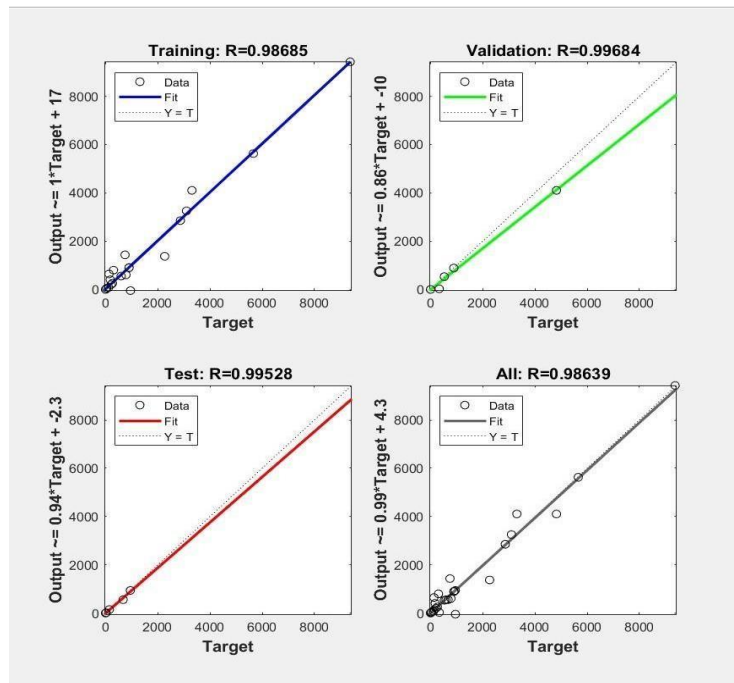 Training: R=0.98685
Output ~= 1*Target + 17
Data
Fit
Y = T
8000
6000
4000
2000
0
0 2000 4000 6000 8000
Target
Validation: R=0.99684
Output ~= 0.86*Target + -10
Data
Fit
Y = T
8000
6000
4000
2000
0
0 2000 4000 6000 8000
Target
Test: R=0.99528
Output ~= 0.94*Target + -2.3
Data
Fit
Y = T
8000
6000
4000
2000
0
0 2000 4000 6000 8000
Target
All: R=0.98639
Output ~= 0.99*Target + 4.3
Data
Fit
Y = T
8000
6000
4000
2000
0
0 2000 4000 6000 8000
Target